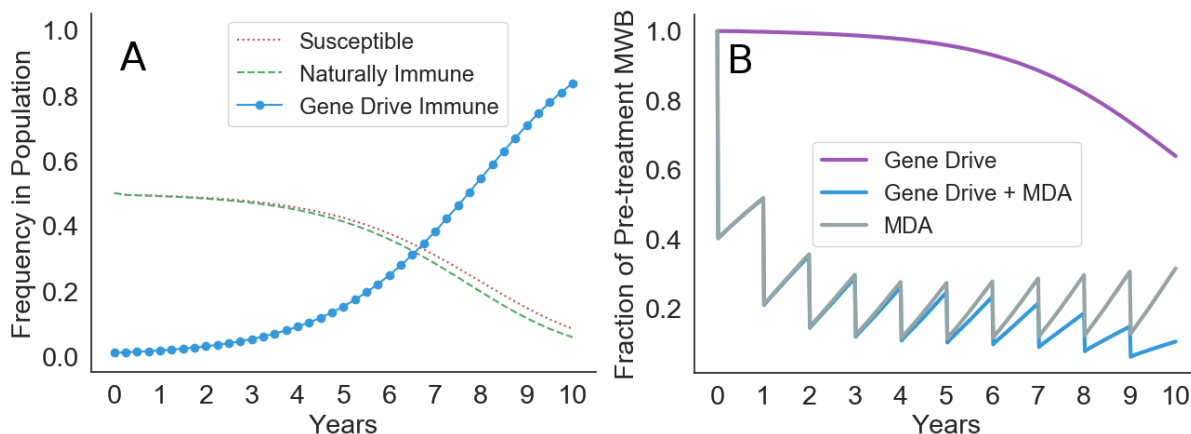 A
Susceptible
Naturally Immune
Gene Drive Immune
Frequency in Population
1.0
0.8
0.6
0.4
0.2
0.0
0 1 2 3 4 5 6 7 8 9 10
Years
B
Gene Drive
Gene Drive + MDA
MDA
Fraction of Pre-treatment MWB
1.0
0.8
0.6
0.4
0.2
0 1 2 3 4 5 6 7 8 9 10
Years